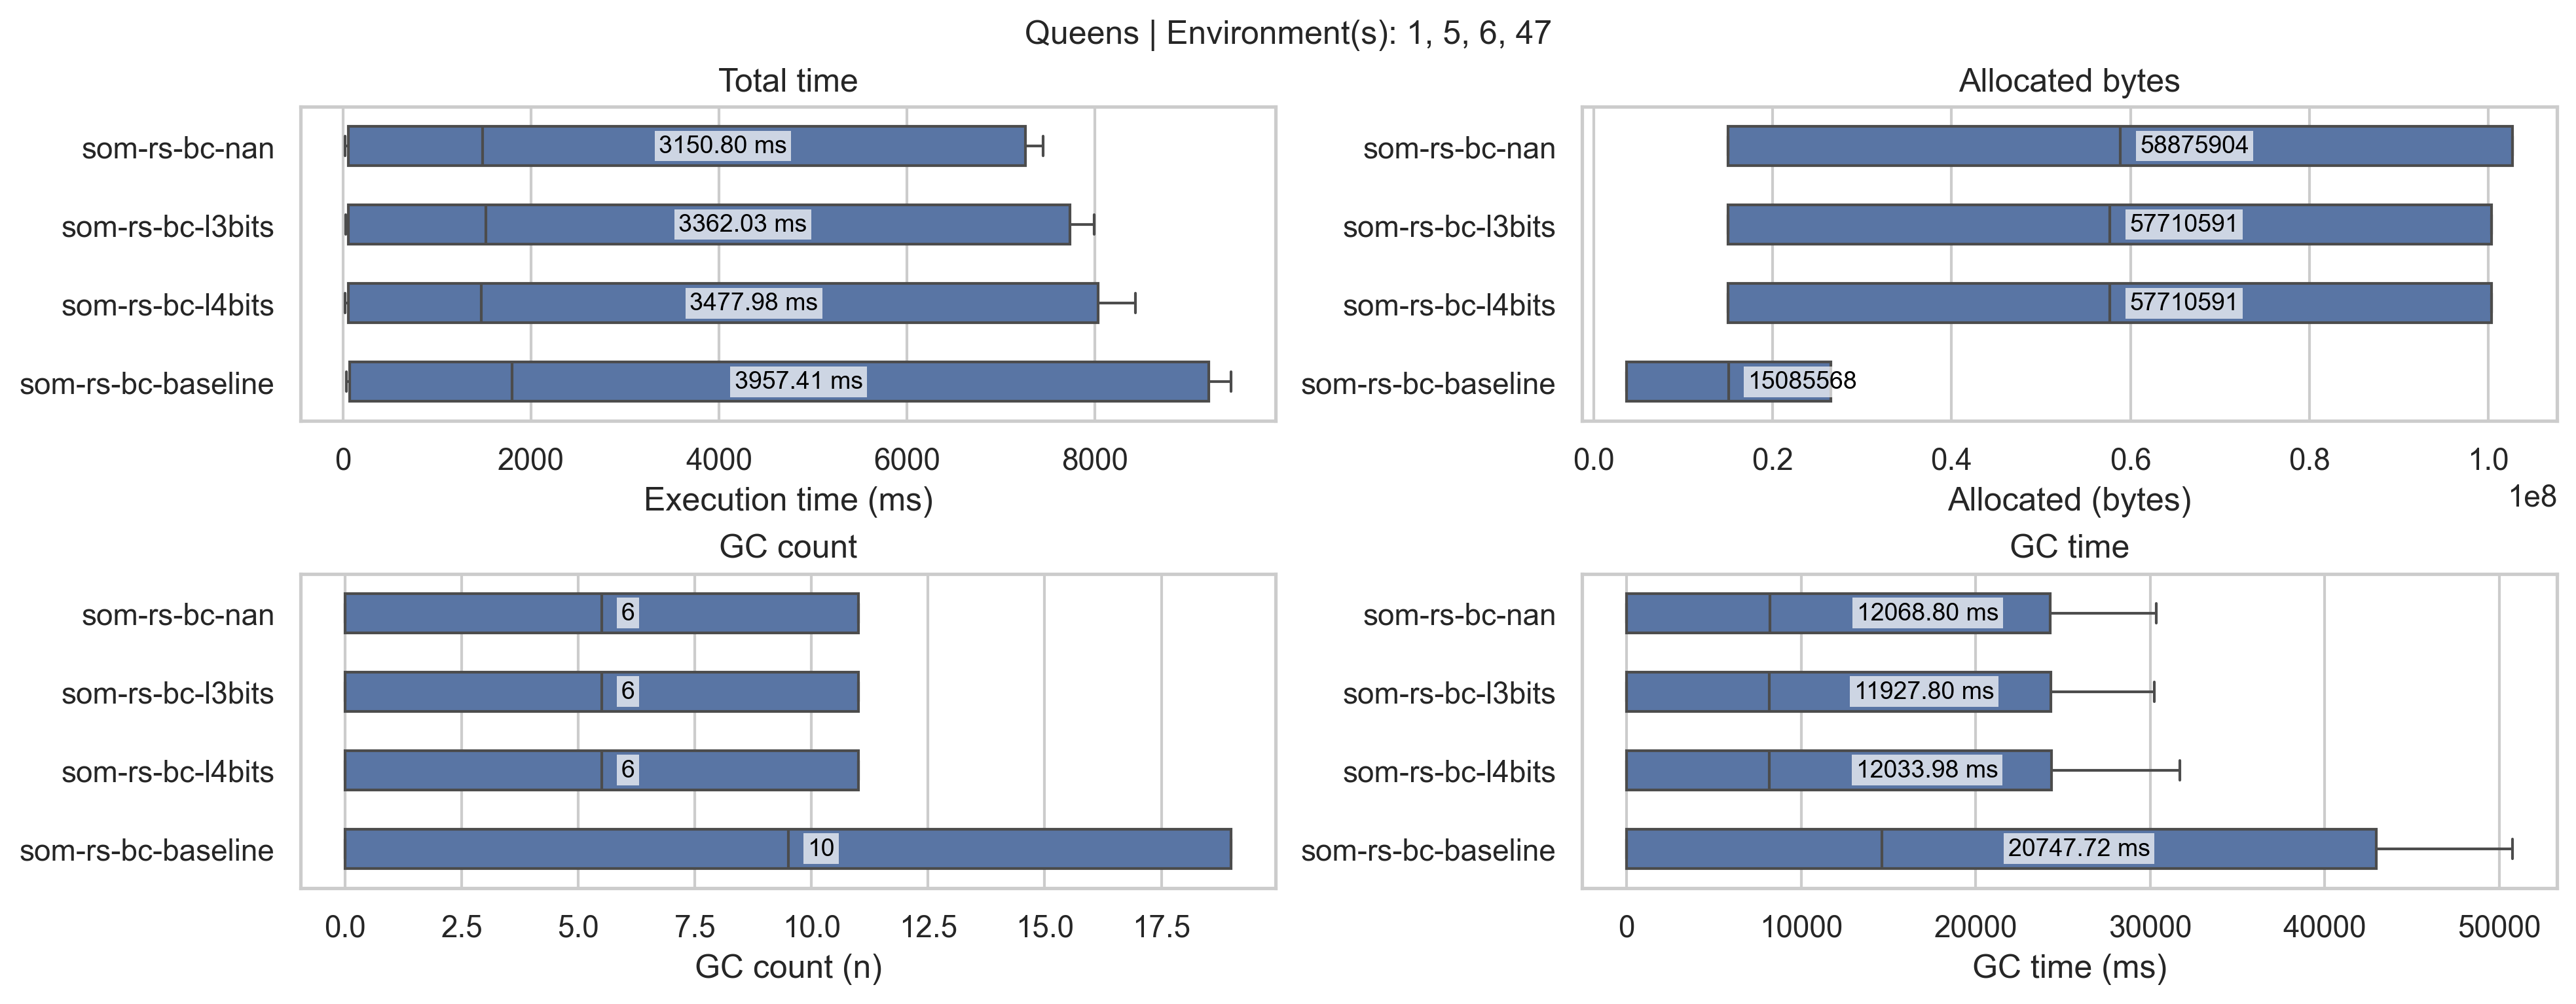 Queens | Environment(s): 1, 5, 6, 47
Total time
som-rs-bc-nan
3150.80 ms
som-rs-bc-l3bits
3362.03 ms
som-rs-bc-l4bits
3477.98 ms
som-rs-bc-baseline
3957.41 ms
0 2000 4000 6000 8000
Execution time (ms)
Allocated bytes
som-rs-bc-nan
58875904
som-rs-bc-l3bits
57710591
som-rs-bc-l4bits
57710591
som-rs-bc-baseline
15085568
0.0 0.2 0.4 0.6 0.8 1.0
1e8
Allocated (bytes)
GC count
som-rs-bc-nan
6
som-rs-bc-l3bits
6
som-rs-bc-l4bits
6
som-rs-bc-baseline
10
0.0 2.5 5.0 7.5 10.0 12.5 15.0 17.5
GC count (n)
GC time
som-rs-bc-nan
12068.80 ms
som-rs-bc-l3bits
11927.80 ms
som-rs-bc-l4bits
12033.98 ms
som-rs-bc-baseline
20747.72 ms
0 10000 20000 30000 40000 50000
GC time (ms)